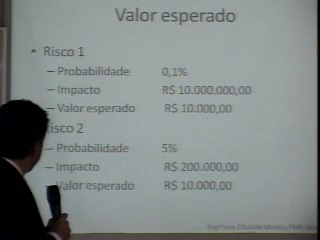 Valor esperado
• Risco 1
– Probabilidade 0,1%
– Impacto R$ 10.000.000,00
– Valor esperado R$ 10.000,00
Risco 2
– Probabilidade 5%
– Impacto R$ 200.000,00
Valor esperado R$ 10.000,00